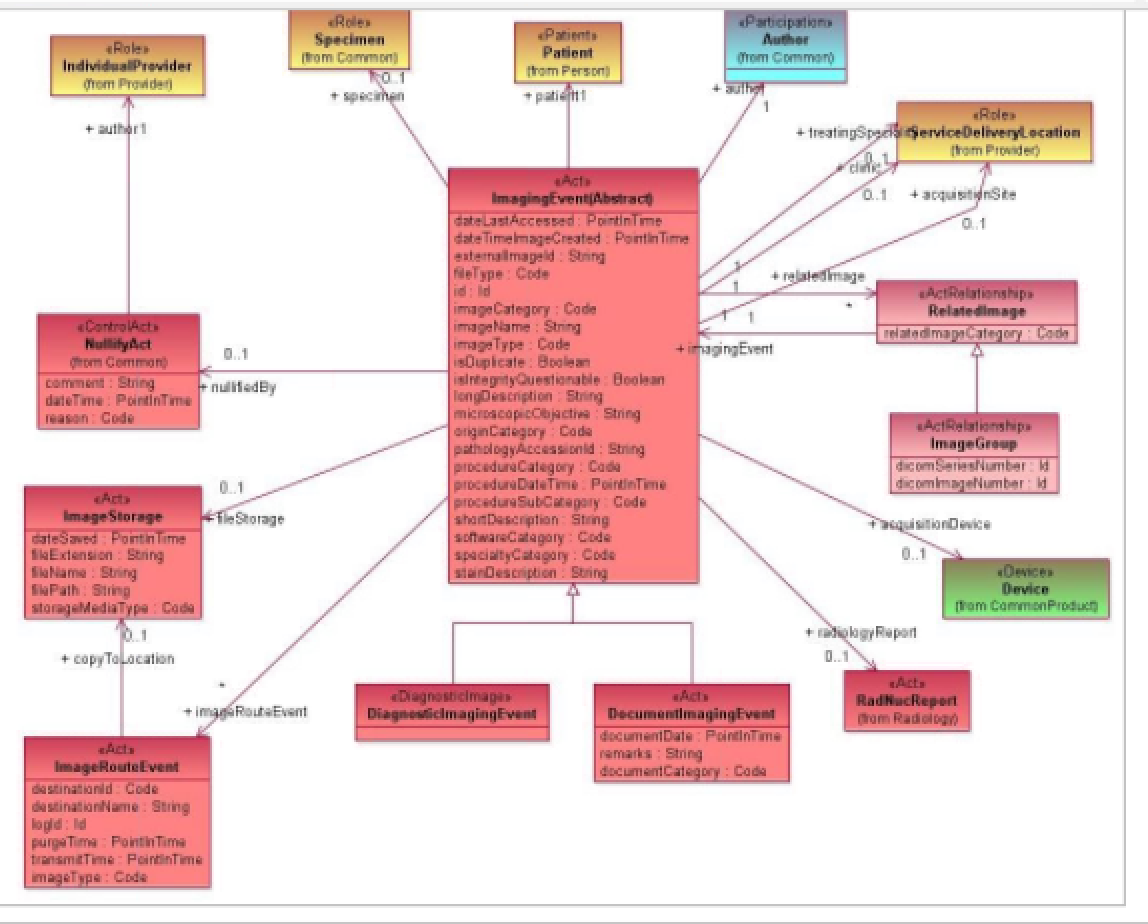 «Role»
IndividualProvider
(from Provider)
«Role»
Specimen
(from Common)
«Patient»
Patient
(from Person)
«Participation»
Author
(from Common)
0..1
+ specimen
+ patient1
+ author
1
+ author1
«Role»
ServiceDeliveryLocation
(from Provider)
+ treatingSpeciality
0..1
+ clinic
0..1
+ acquisitionSite
0..1
«Act»
ImagingEvent(Abstract)
dateLastAccessed : PointInTime
dateTimeImageCreated : PointInTime
externalImageId : String
fileType : Code
id : Id
imageCategory : Code
imageName : String
imageType : Code
isDuplicate : Boolean
isIntegrityQuestionable : Boolean
longDescription : String
microscopicObjective : String
originCategory : Code
pathologyAccessionId : String
procedureCategory : Code
procedureDateTime : PointInTime
procedureSubCategory : Code
shortDescription : String
softwareCategory : Code
specialtyCategory : Code
stainDescription : String
1
1
1
1
+ relatedImage
*
+ imagingEvent
«ActRelationship»
RelatedImage
relatedImageCategory : Code
«ActRelationship»
ImageGroup
dicomSeriesNumber : Id
dicomImageNumber : Id
«ControlAct»
NullifyAct
(from Common)
comment : String
dateTime : PointInTime
reason : Code
0..1
+ nullifiedBy
«Act»
ImageStorage
dateSaved : PointInTime
fileExtension : String
fileName : String
filePath : String
storageMediaType : Code
0..1
+ fileStorage
+ acquisitionDevice
0..1
«Device»
Device
(from CommonProduct)
0..1
+ copyToLocation
*
+ imageRouteEvent
+ radiologyReport
0..1
«Act»
RadNucReport
(from Radiology)
«DiagnosticImage»
DiagnosticImagingEvent
«Act»
DocumentImagingEvent
documentDate : PointInTime
remarks : String
documentCategory : Code
«Act»
ImageRouteEvent
destinationId : Code
destinationName : String
logId : Id
purgeTime : PointInTime
transmitTime : PointInTime
imageType : Code